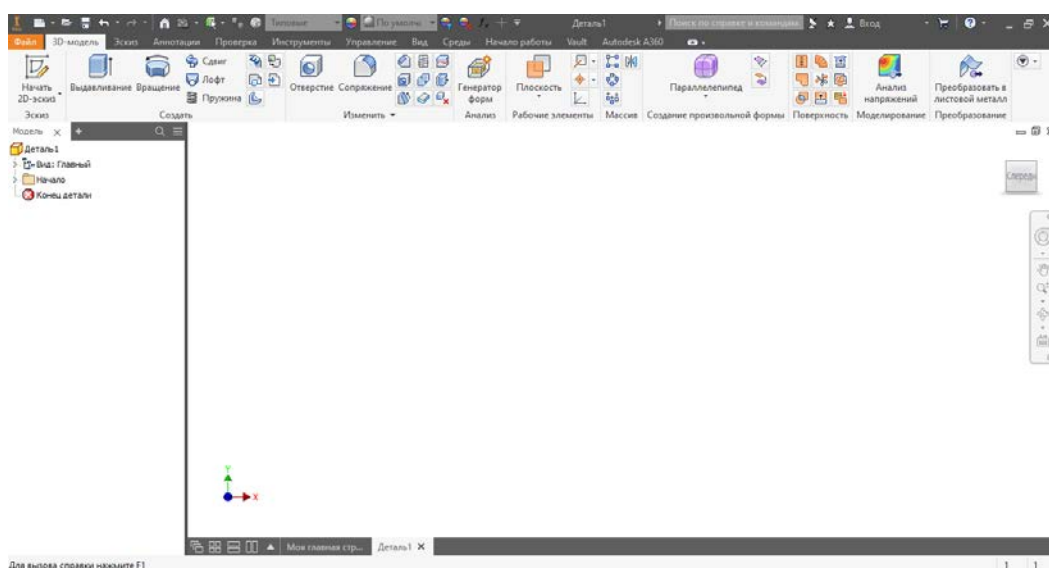 Типовые По умолчанию Деталь1 Поиск по справке и командам Вход
Файл 3D-модель Эскиз Аннотации Проверка Инструменты Управление Вид Среды Начало работы Vault Autodesk A360
Начать 2D-эскиз
Выдавливание Вращение
Сдвиг
Лофт
Пружина
Отверстие Сопряжение
Генератор форм
Плоскость
Параллелепипед
Анализ напряжений
Преобразовать в листовой металл
Эскиз Создать Изменить Анализ Рабочие элементы Массив Создание произвольной формы Поверхность Моделирование Преобразование
Модель
Деталь1
Вид: Главный
Начало
Конец детали
Спереди
Y
X
Моя главная стр... Деталь1
Для вызова справки нажмите F1 1 1